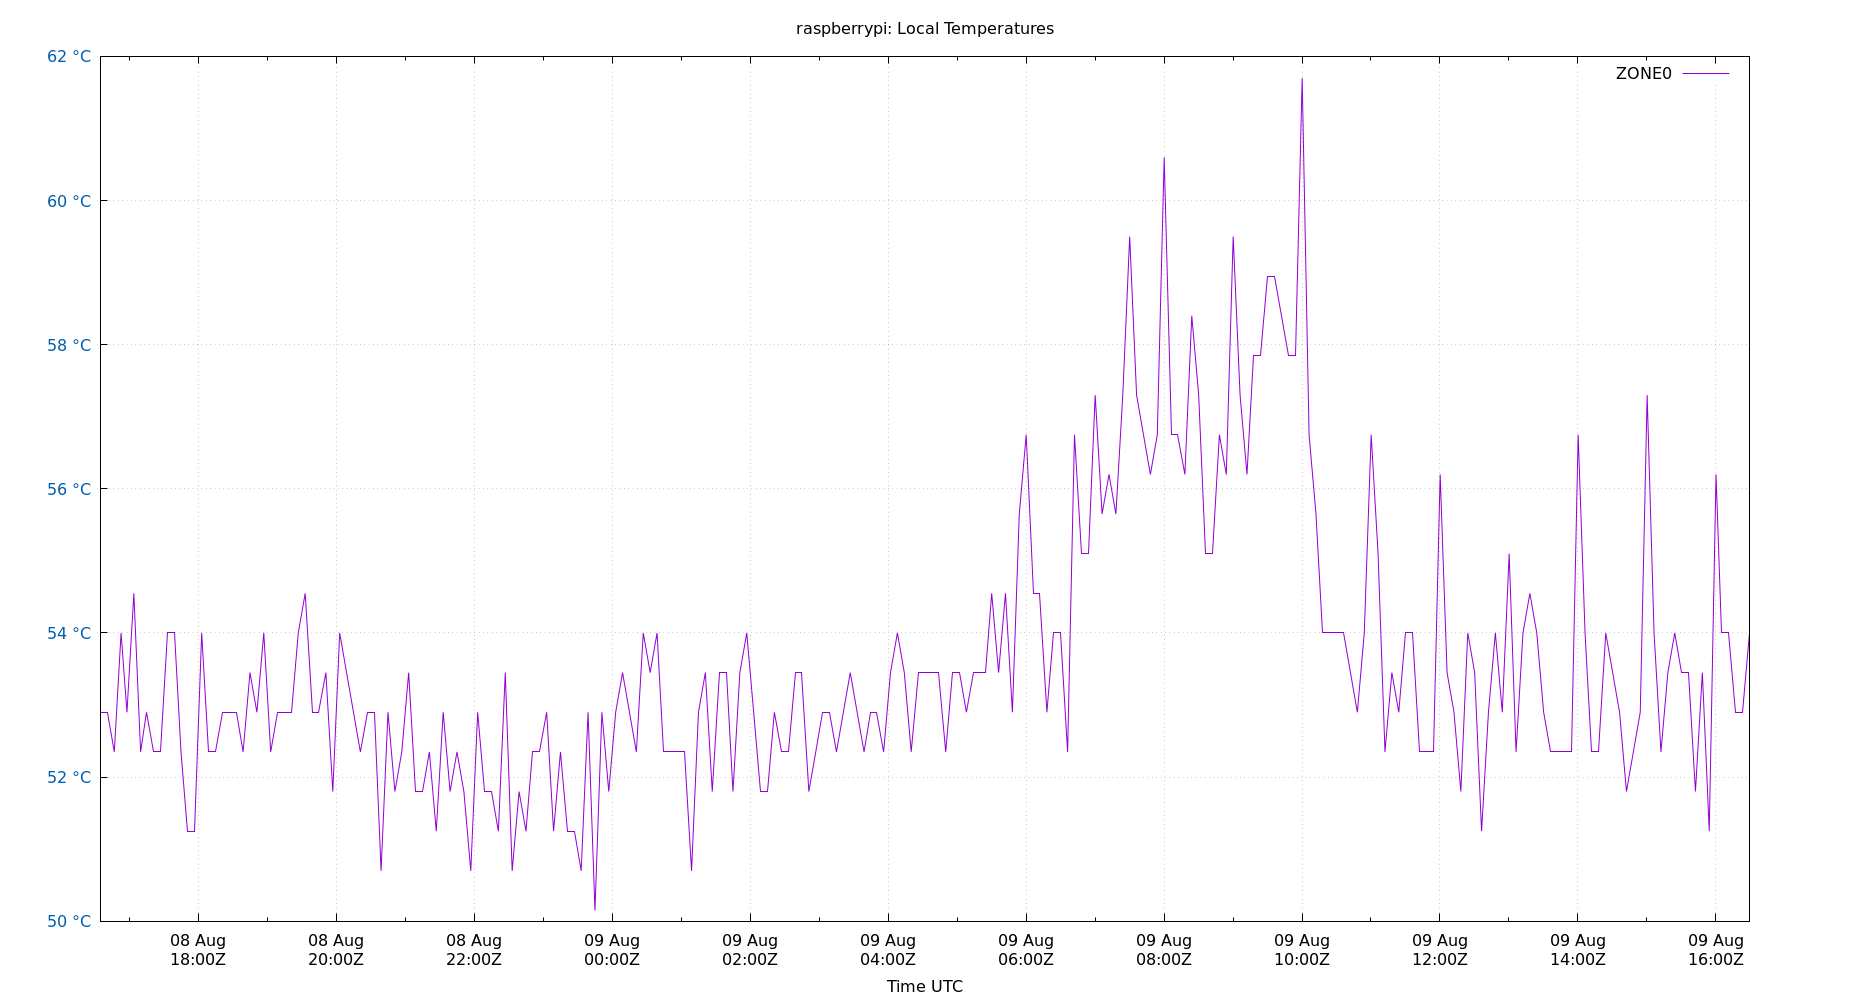 raspberrypi: Local Temperatures
62 °C
60 °C
58 °C
56 °C
54 °C
52 °C
50 °C
ZONE0
08 Aug 08 Aug 08 Aug 09 Aug 09 Aug 09 Aug 09 Aug 09 Aug 09 Aug 09 Aug 09 Aug 09 Aug
18:00Z 20:00Z 22:00Z 00:00Z 02:00Z 04:00Z 06:00Z 08:00Z 10:00Z 12:00Z 14:00Z 16:00Z
Time UTC